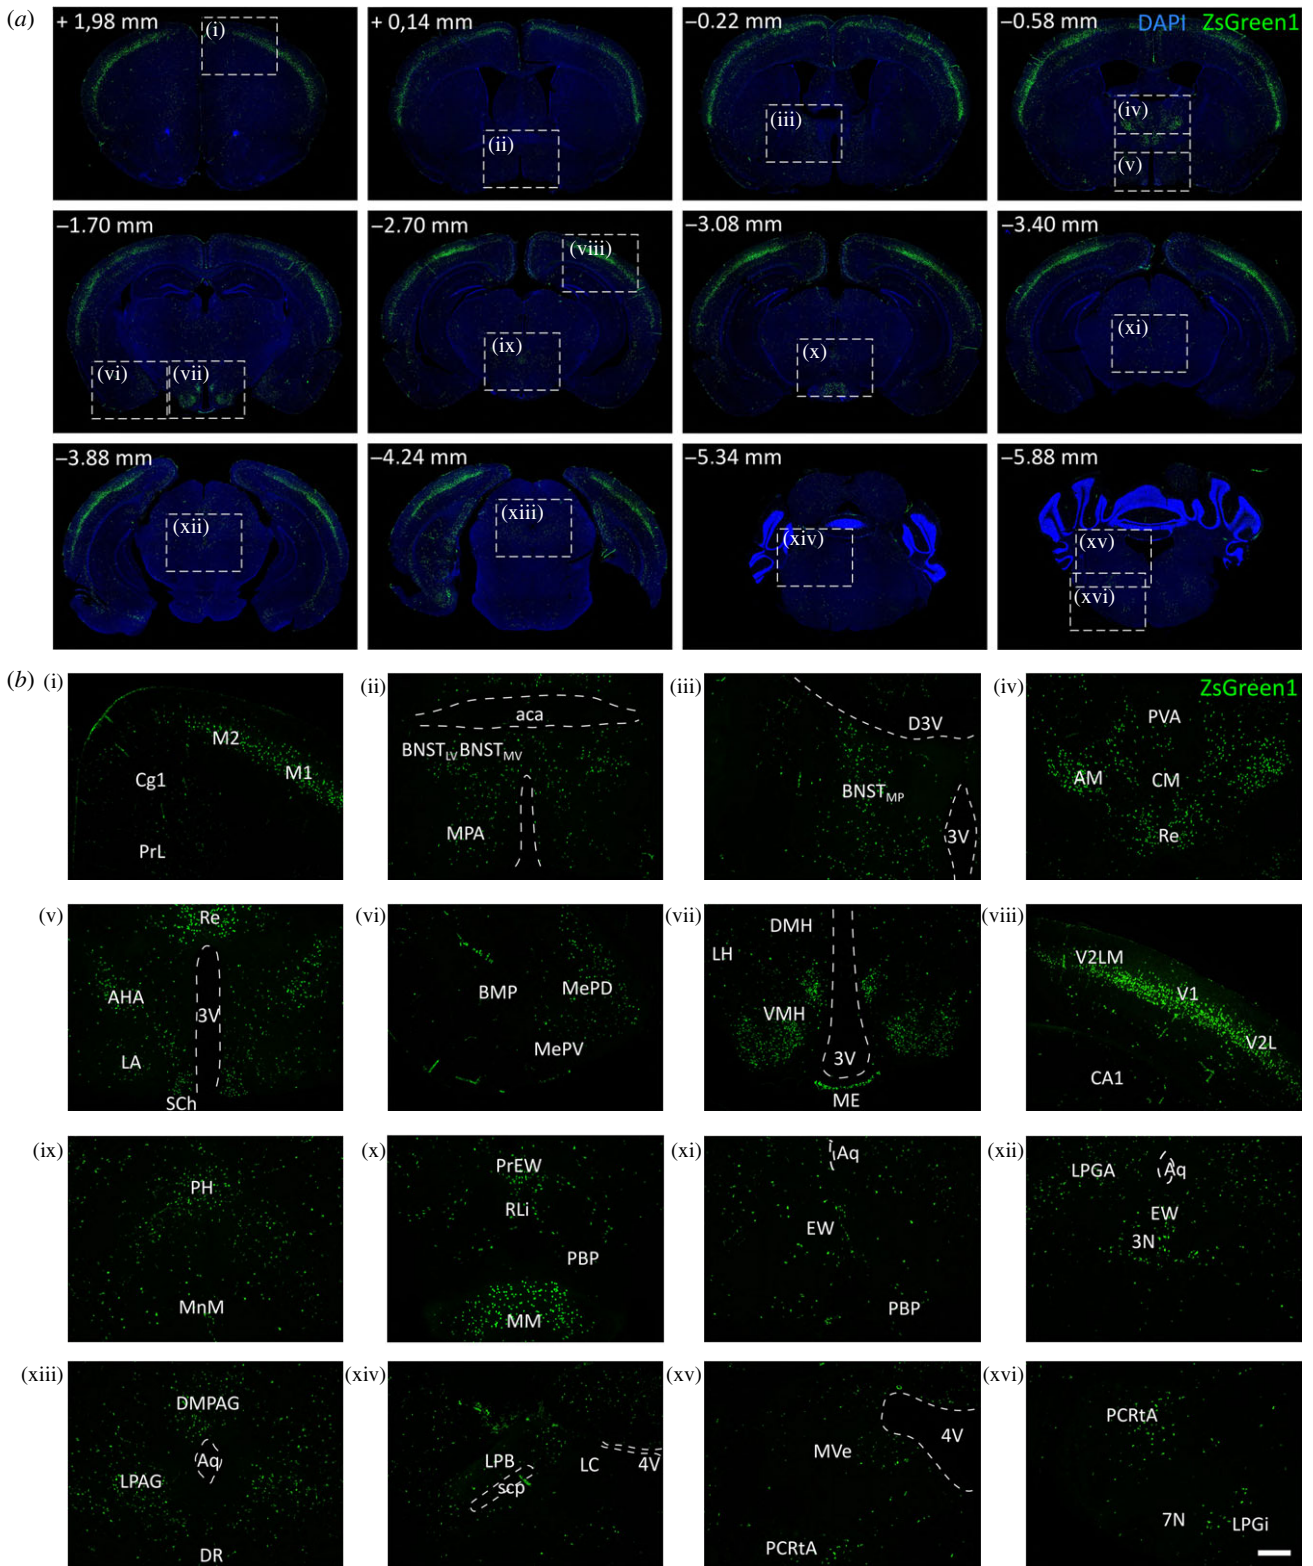 (a)
+ 1,98 mm
(i)
+ 0,14 mm
(ii)
–0.22 mm
(iii)
–0.58 mm
DAPI ZsGreen1
(iv)
(v)
–1.70 mm
(vi)
(vii)
–2.70 mm
(viii)
(ix)
–3.08 mm
(x)
–3.40 mm
(xi)
–3.88 mm
(xii)
–4.24 mm
(xiii)
–5.34 mm
(xiv)
–5.88 mm
(xv)
(xvi)
(b)
(i)
M2
M1
Cg1
PrL
(ii)
aca
BNSTLV BNSTMV
MPA
(iii)
D3V
BNSTMP
3V
(iv)
ZsGreen1
PVA
AM
CM
Re
(v)
Re
AHA
3V
LA
SCh
(vi)
BMP
MePD
MePV
(vii)
DMH
LH
VMH
3V
ME
(viii)
V2LM
V1
V2L
CA1
(ix)
PH
MnM
(x)
PrEW
RLi
PBP
MM
(xi)
Aq
EW
PBP
(xii)
LPGA
Aq
EW
3N
(xiii)
DMPAG
Aq
LPAG
DR
(xiv)
LPB
scp
LC
4V
(xv)
4V
MVe
PCRtA
(xvi)
PCRtA
7N
LPGi